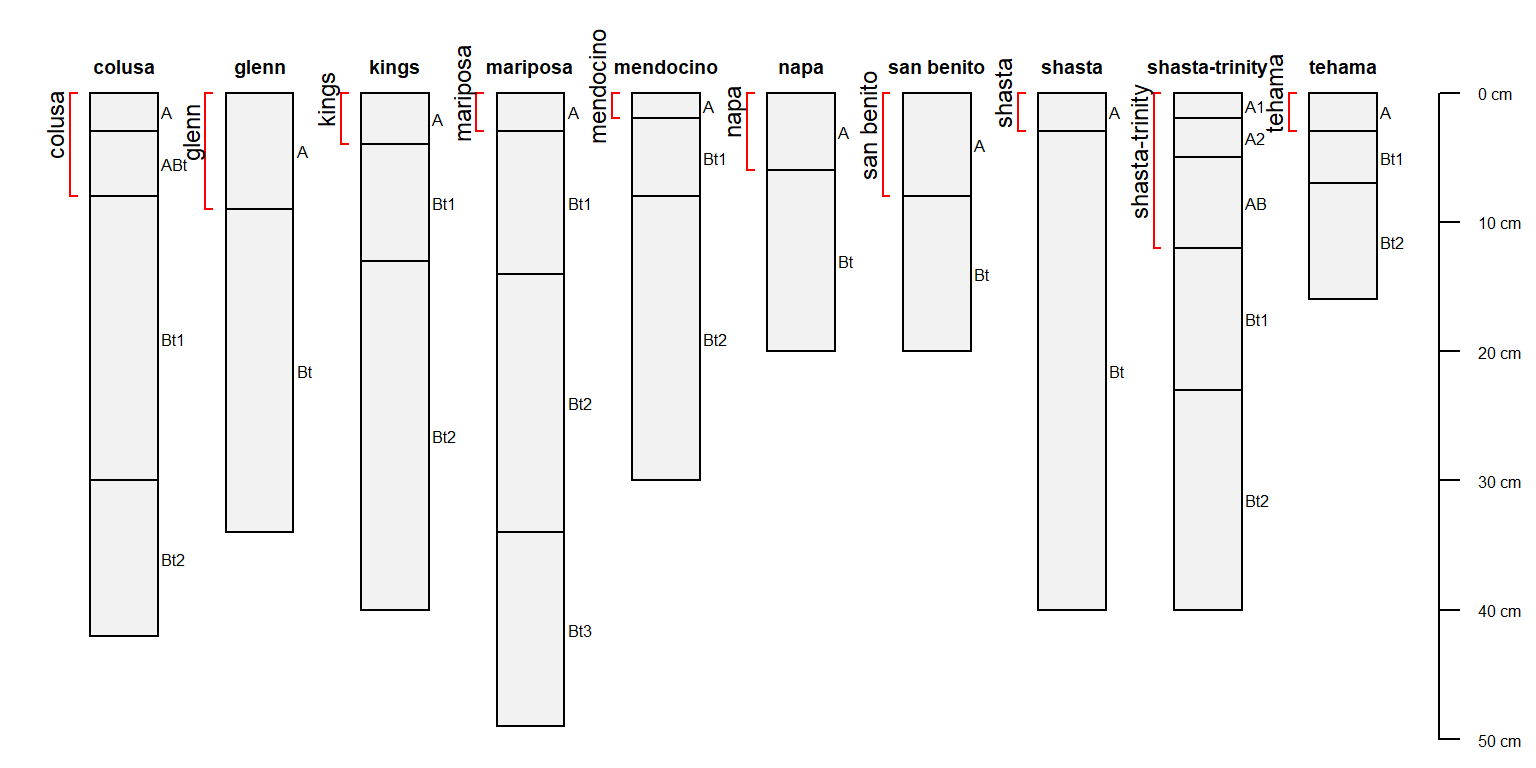 colusa
glenn
kings
mariposa
mendocino
napa
san benito
shasta
shasta-trinity
tehama
colusa
A
ABt
Bt1
Bt2
glenn
A
Bt
kings
A
Bt1
Bt2
mariposa
A
Bt1
Bt2
Bt3
mendocino
A
Bt1
Bt2
napa
A
Bt
san benito
A
Bt
shasta
A
Bt
shasta-trinity
A1
A2
AB
Bt1
Bt2
tehama
A
Bt1
Bt2
0 cm
10 cm
20 cm
30 cm
40 cm
50 cm